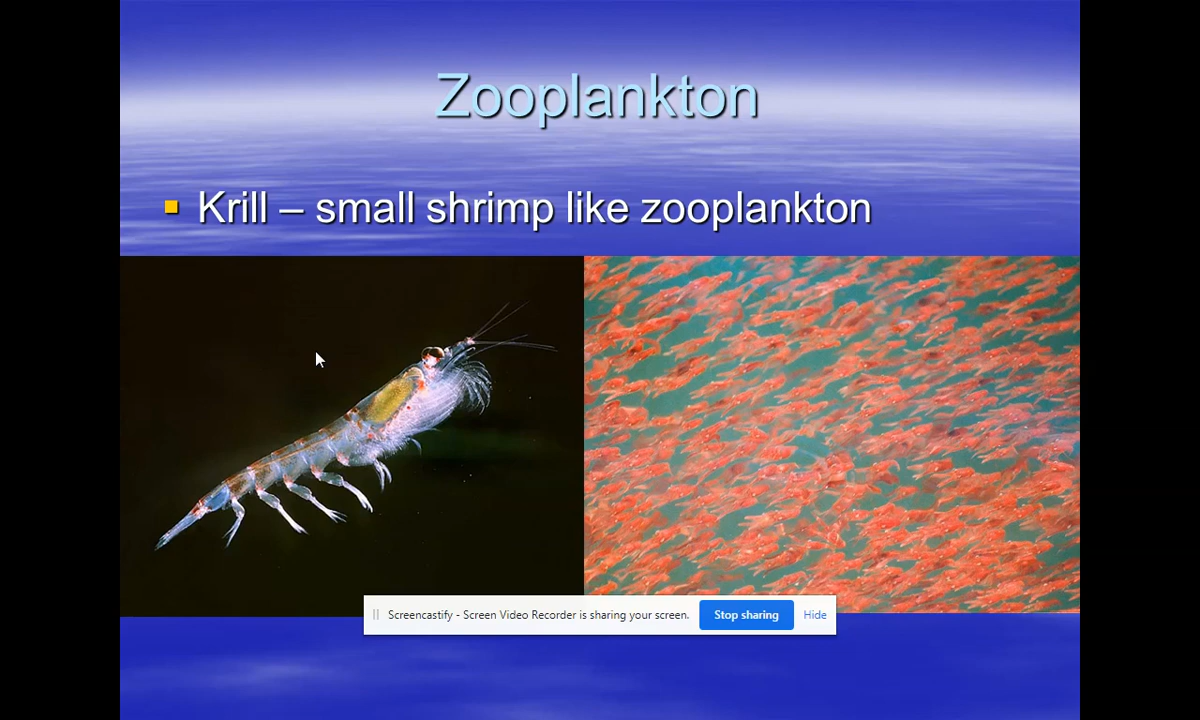 Zooplankton
Krill – small shrimp like zooplankton
Screencastify - Screen Video Recorder is sharing your screen. Stop sharing Hide